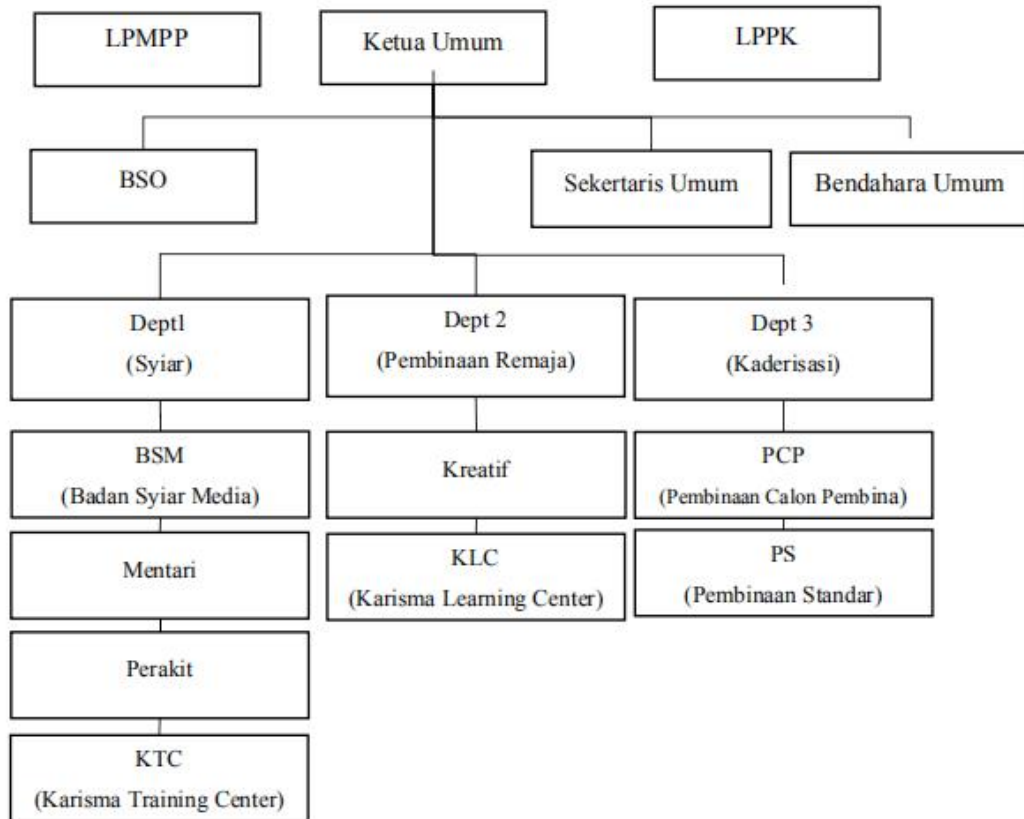 LPMPP
Ketua Umum
LPPK
BSO
Sekertaris Umum
Bendahara Umum
Dept1
(Syiar)
Dept 2
(Pembinaan Remaja)
Dept 3
(Kaderisasi)
BSM
(Badan Syiar Media)
Kreatif
PCP
(Pembinaan Calon Pembina)
Mentari
KLC
(Karisma Learning Center)
PS
(Pembinaan Standar)
Perakit
KTC
(Karisma Training Center)